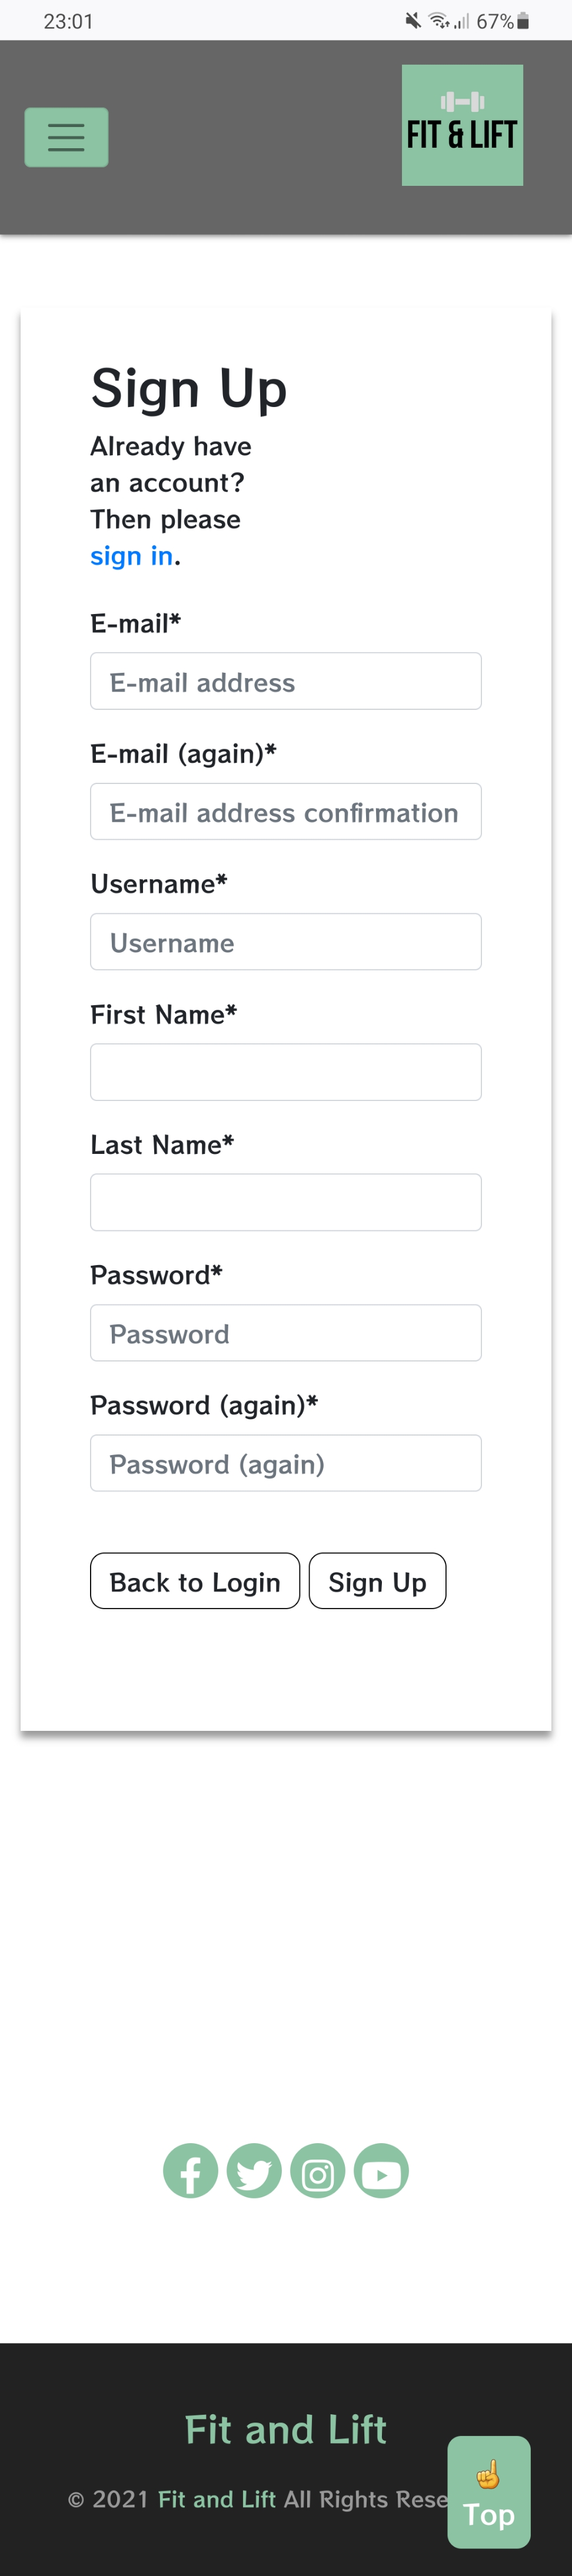 23:01
67%
FIT & LIFT
Sign Up
Already have
an account?
Then please
sign in.
E-mail*
E-mail address
E-mail (again)*
E-mail address confirmation
Username*
Username
First Name*
Last Name*
Password*
Password
Password (again)*
Password (again)
Back to Login
Sign Up
Fit and Lift
© 2021 Fit and Lift All Rights Rese
Top